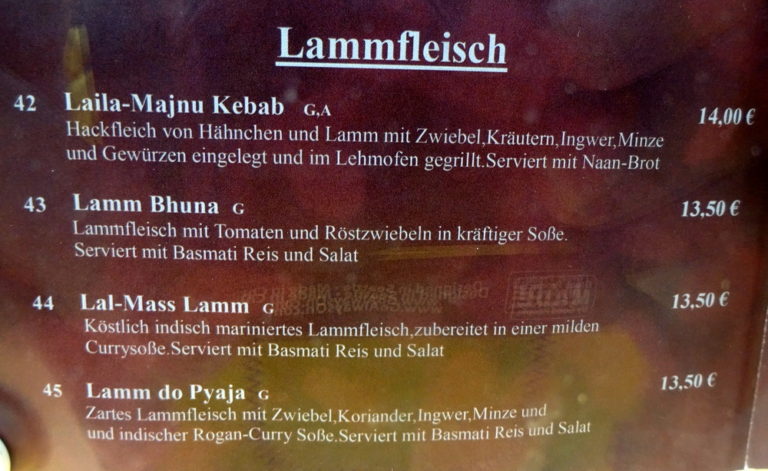 Lammfleisch
42 Laila-Majnu Kebab G,A 14,00 €
Hackfleich von Hähnchen und Lamm mit Zwiebel,Kräutern,Ingwer,Minze
und Gewürzen eingelegt und im Lehmofen gegrillt.Serviert mit Naan-Brot
43 Lamm Bhuna G 13,50 €
Lammfleisch mit Tomaten und Röstzwiebeln in kräftiger Soße.
Serviert mit Basmati Reis und Salat
44 Lal-Mass Lamm G 13,50 €
Köstlich indisch mariniertes Lammfleisch,zubereitet in einer milden
Currysoße.Serviert mit Basmati Reis und Salat
45 Lamm do Pyaja G 13,50 €
Zartes Lammfleisch mit Zwiebel,Koriander,Ingwer,Minze und
und indischer Rogan-Curry Soße.Serviert mit Basmati Reis und Salat